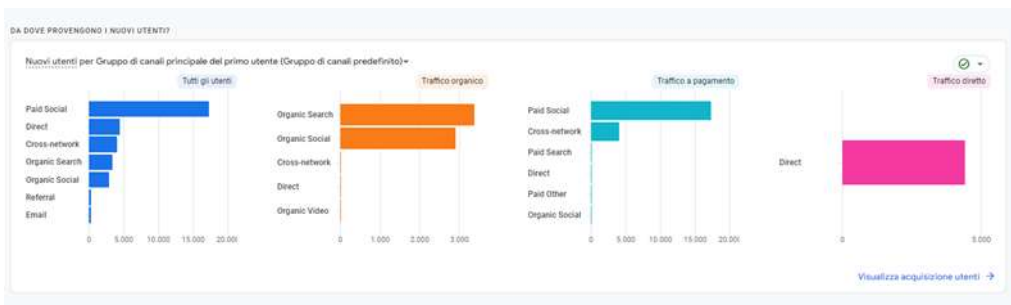 DA DOVE PROVENGONO I NUOVI UTENTI?
Nuovi utenti per Gruppo di canali principale del primo utente (Gruppo di canali predefinito)
Tutti gli utenti
Paid Social
Direct
Cross-network
Organic Search
Organic Social
Referral
Email
0 5.000 10.000 15.000 20.000
Traffico organico
Organic Search
Organic Social
Cross-network
Direct
Organic Video
0 1.000 2.000 3.000
Traffico a pagamento
Paid Social
Cross-network
Paid Search
Direct
Paid Other
Organic Social
0 5.000 10.000 15.000 20.000
Traffico diretto
Direct
0 5.000
Visualizza acquisizione utenti